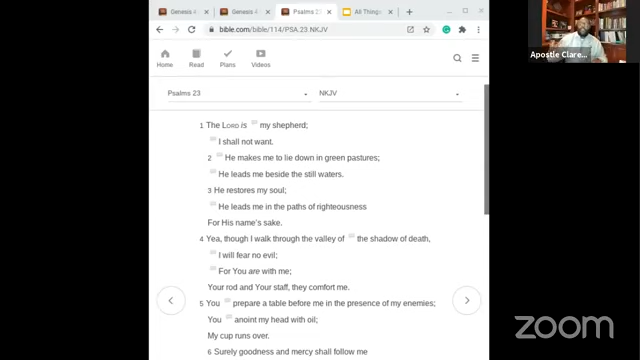 Genesis 4
Genesis 4
Psalms 23
All Things
bible.com/bible/114/PSA.23.NKJV
Home
Read
Plans
Videos
Psalms 23
NKJV
1 The LORD is my shepherd;
I shall not want.
2 He makes me to lie down in green pastures;
He leads me beside the still waters.
3 He restores my soul;
He leads me in the paths of righteousness
For His name's sake.
4 Yea, though I walk through the valley of the shadow of death,
I will fear no evil;
For You are with me;
Your rod and Your staff, they comfort me.
5 You prepare a table before me in the presence of my enemies;
You anoint my head with oil;
My cup runs over.
6 Surely goodness and mercy shall follow me
Apostle Clare...
zoom